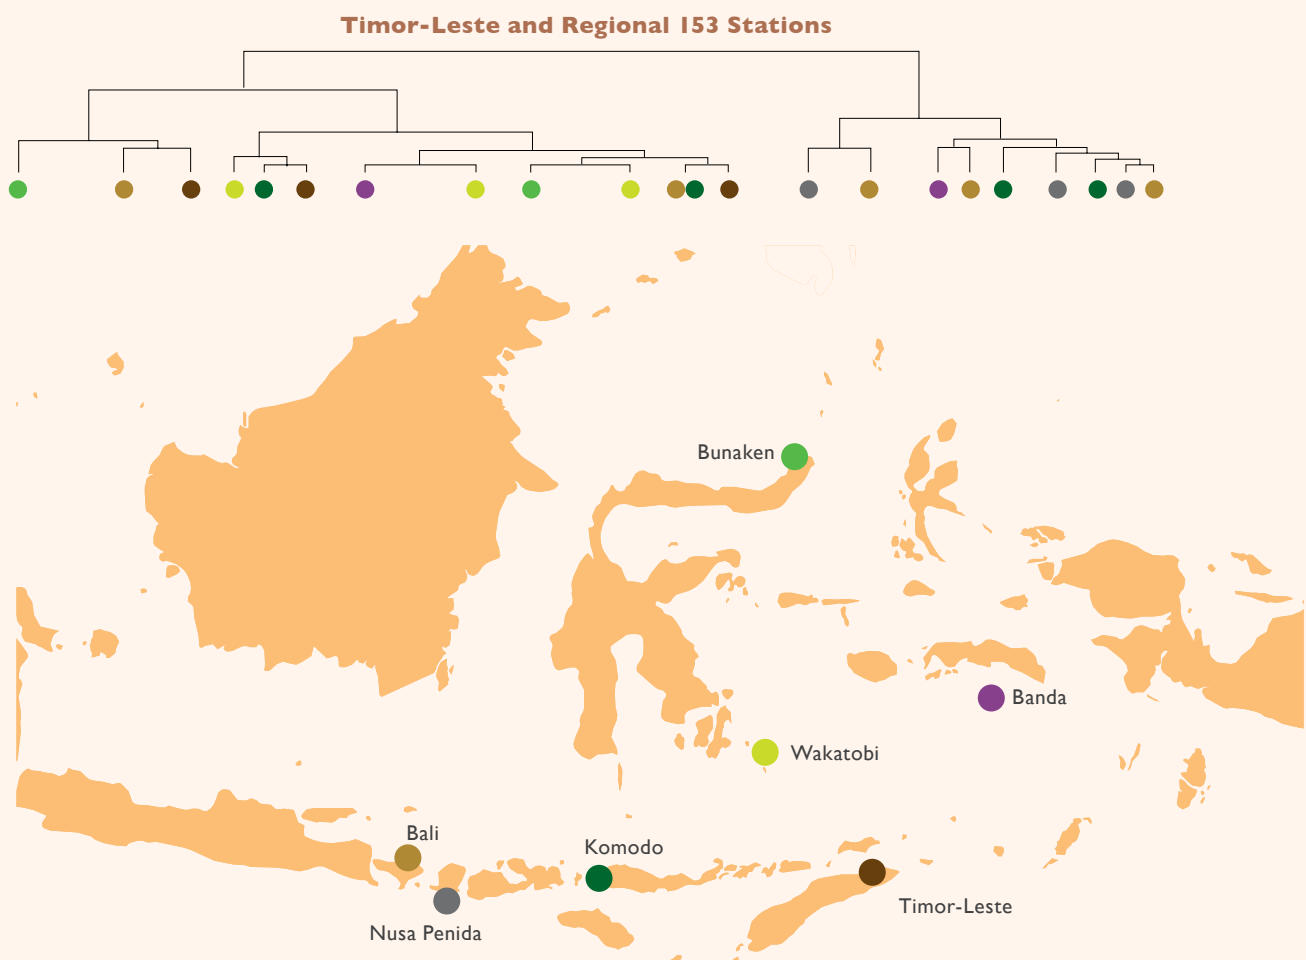 Timor-Leste and Regional 153 Stations
Bunaken
Banda
Wakatobi
Bali
Komodo
Timor-Leste
Nusa Penida